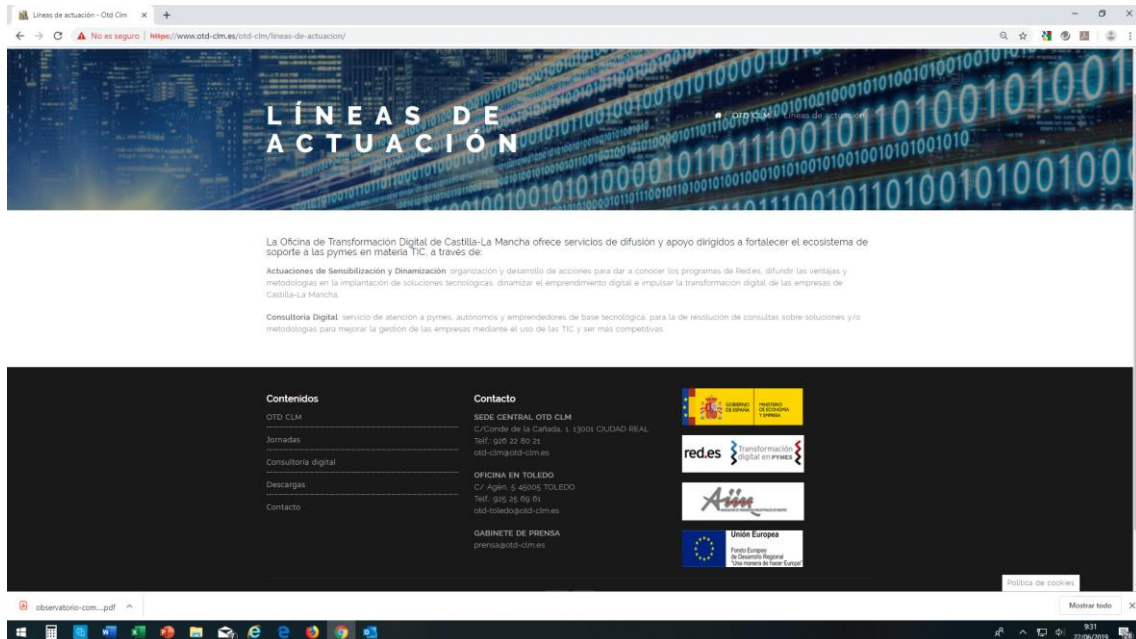 Líneas de actuación - Otd Clm
No es seguro | https://www.otd-clm.es/otd-clm/lineas-de-actuacion/
LÍNEAS DE
ACTUACIÓN
OTD CLM / Líneas de actuación
La Oficina de Transformación Digital de Castilla-La Mancha ofrece servicios de difusión y apoyo dirigidos a fortalecer el ecosistema de
soporte a las pymes en materia TIC, a través de:
Actuaciones de Sensibilización y Dinamización: organización y desarrollo de acciones para dar a conocer los programas de Red.es, difundir las ventajas y
metodologías en la implantación de soluciones tecnológicas, dinamizar el emprendimiento digital e impulsar la transformación digital de las empresas de
Castilla-La Mancha.
Consultoría Digital: servicio de atención a pymes, autónomos y emprendedores de base tecnológica, para la de resolución de consultas sobre soluciones y/o
metodologías para mejorar la gestión de las empresas mediante el uso de las TIC y ser más competitivas.
Contenidos
OTD CLM
Jornadas
Consultoría digital
Descargas
Contacto
Contacto
SEDE CENTRAL OTD CLM
C/Conde de la Cañada, 1. 13001 CIUDAD REAL
Telf.: 926 22 80 21
otd-clm@otd-clm.es
OFICINA EN TOLEDO
C/ Agen, 5 45005 TOLEDO
Telf.: 925 25 69 61
otd-toledo@otd-clm.es
GABINETE DE PRENSA
prensa@otd-clm.es
GOBIERNO DE ESPAÑA
MINISTERIO DE ECONOMÍA Y EMPRESA
red.es
Transformación
digital en PYMES
Aiim
Unión Europea
Fondo Europeo
de Desarrollo Regional
"Una manera de hacer Europa"
Política de cookies
observatorio-com....pdf
Mostrar todo
9:31
22/06/2019